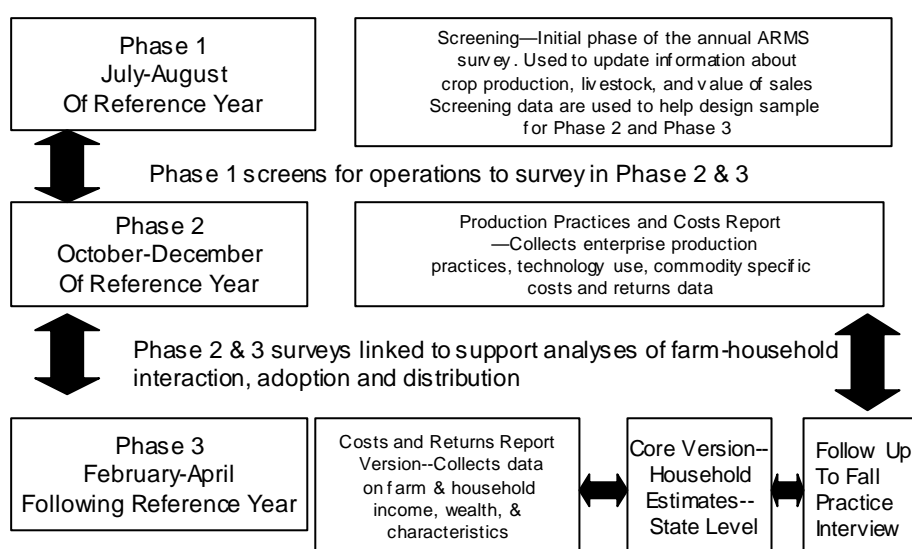 Phase 1
July-August
Of Reference Year
Screening—Initial phase of the annual ARMS
survey. Used to update information about
crop production, livestock, and value of sales
Screening data are used to help design sample
for Phase 2 and Phase 3
Phase 1 screens for operations to survey in Phase 2 & 3
Phase 2
October-December
Of Reference Year
Production Practices and Costs Report
—Collects enterprise production
practices, technology use, commodity specific
costs and returns data
Phase 2 & 3 surveys linked to support analyses of farm-household
interaction, adoption and distribution
Phase 3
February-April
Following Reference Year
Costs and Returns Report
Version--Collects data
on farm & household
income, wealth, &
characteristics
Core Version--
Household
Estimates--
State Level
Follow Up
To Fall
Practice
Interview